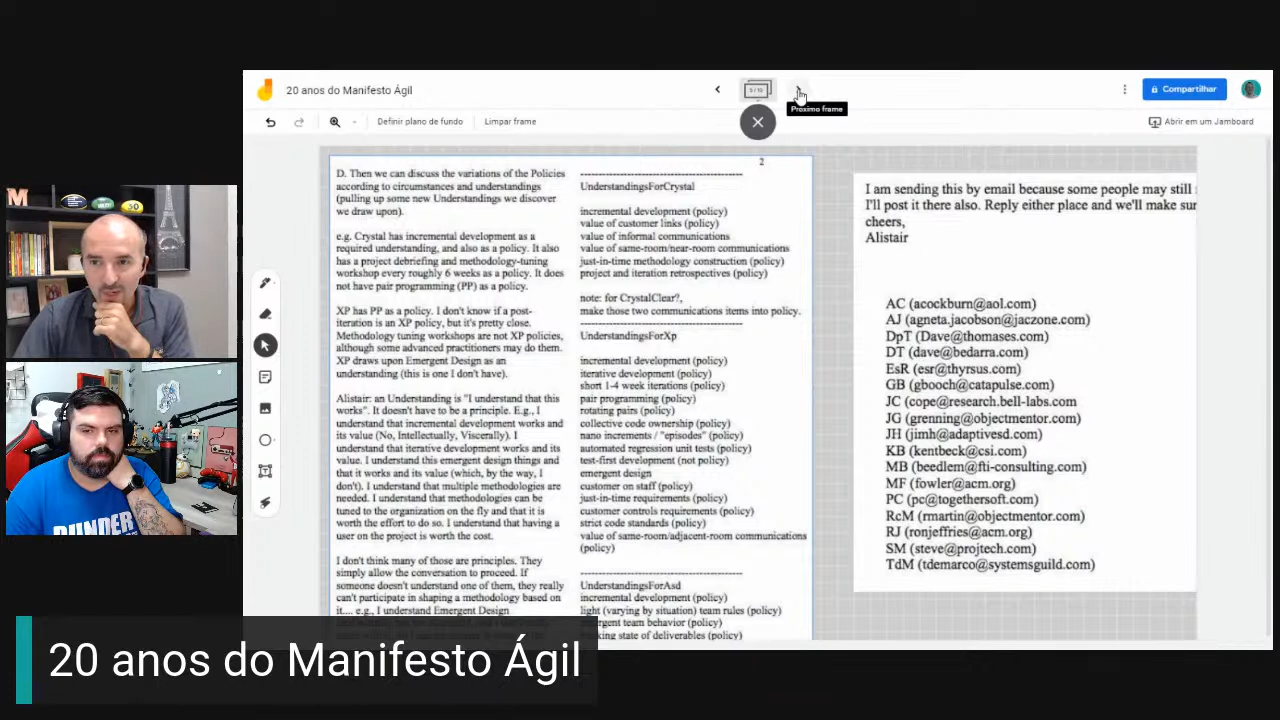 20 anos do Manifesto Ágil
Compartilhar
Próximo frame
Definir plano de fundo
Limpar frame
Abrir em um Jamboard
2
D. Then we can discuss the variations of the Policies
according to circumstances and understandings
(pulling up some new Understandings we discover
we draw upon).
e.g. Crystal has incremental development as a
required understanding, and also as a policy. It also
has a project debriefing and methodology-tuning
workshop every roughly 6 weeks as a policy. It does
not have pair programming (PP) as a policy.
XP has PP as a policy. I don't know if a post-
iteration is an XP policy, but it's pretty close.
Methodology tuning workshops are not XP policies,
although some advanced practitioners may do them.
XP draws upon Emergent Design as an
understanding (this is one I don't have).
Alistair: an Understanding is "I understand that this
works". It doesn't have to be a principle. E.g., I
understand that incremental development works and
its value (No, Intellectually, Viscerally). I
understand that iterative development works and its
value. I understand this emergent design things and
that it works and its value (which, by the way, I
don't). I understand that multiple methodologies are
needed. I understand that methodologies can be
tuned to the organization on the fly and that it is
worth the effort to do so. I understand that having a
user on the project is worth the cost.
I don't think many of those are principles. They
simply allow the conversation to proceed. If
someone doesn't understand one of them, they really
can't participate in shaping a methodology based on
it.... e.g., I understand Emergent Design
-------------------------------------------
UnderstandingsForCrystal
incremental development (policy)
value of customer links (policy)
value of informal communications
value of same-room/near-room communications
just-in-time methodology construction (policy)
project and iteration retrospectives (policy)
note: for CrystalClear?,
make those two communications items into policy.
-------------------------------------------
UnderstandingsForXp
incremental development (policy)
iterative development (policy)
short 1-4 week iterations (policy)
pair programming (policy)
rotating pairs (policy)
collective code ownership (policy)
nano increments / "episodes" (policy)
automated regression unit tests (policy)
test-first development (not policy)
emergent design
customer on staff (policy)
just-in-time requirements (policy)
customer controls requirements (policy)
strict code standards (policy)
value of same-room/adjacent-room communications
(policy)
-------------------------------------------
UnderstandingsForAsd
incremental development (policy)
light (varying by situation) team rules (policy)
emergent team behavior (policy)
state of deliverables (policy)
I am sending this by email because some people may still
I'll post it there also. Reply either place and we'll make sur
cheers,
Alistair
AC (acockburn@aol.com)
AJ (agneta.jacobson@jaczone.com)
DpT (Dave@thomases.com)
DT (dave@bedarra.com)
EsR (esr@thyrsus.com)
GB (gbooch@catapulse.com)
JC (cope@research.bell-labs.com
JG (grenning@objectmentor.com)
JH (jimh@adaptivesd.com)
KB (kentbeck@csi.com)
MB (beedlem@fti-consulting.com)
MF (fowler@acm.org)
PC (pc@togethersoft.com)
RcM (rmartin@objectmentor.com)
RJ (ronjeffries@acm.org)
SM (steve@projtech.com)
TdM (tdemarco@systemsguild.com)
M
50
DUNDER
20 anos do Manifesto Ágil